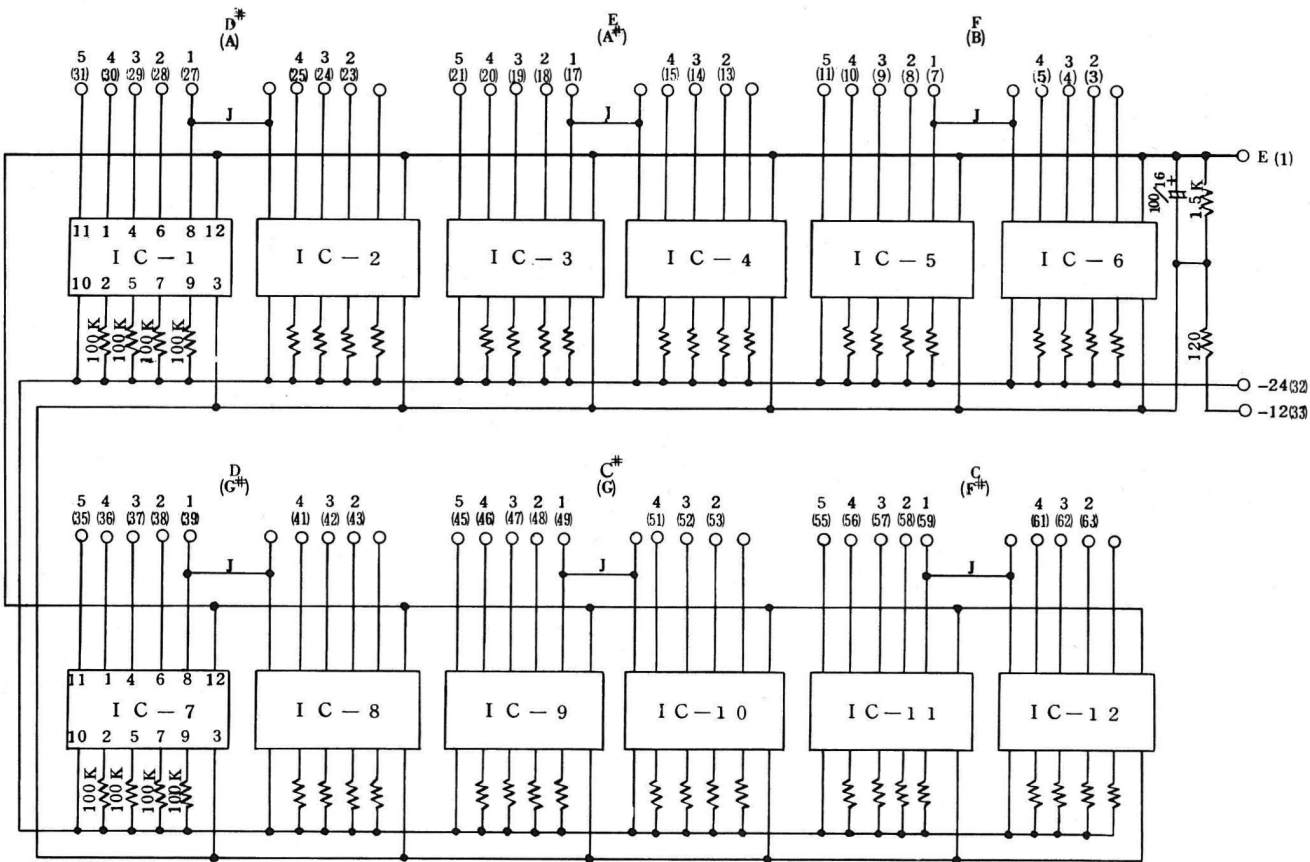 D# E F
(A) (A#) (B)
5 4 3 2 1 4 3 2 5 4 3 2 1 4 3 2 5 4 3 2 1 4 3 2
(31) (30) (29) (28) (27) (25) (24) (23) (21) (20) (19) (18) (17) (15) (14) (13) (11) (10) (9) (8) (7) (5) (4) (3)
J J J
E (1)
100/16 + 1.5K
11 1 4 6 8 12
IC-1 IC-2 IC-3 IC-4 IC-5 IC-6
10 2 5 7 9 3
100K 100K 100K 100K 120
-24(32)
-12(33)
D C# C
(G#) (G) (F#)
5 4 3 2 1 4 3 2 5 4 3 2 1 4 3 2 5 4 3 2 1 4 3 2
(35) (36) (37) (38) (39) (41) (42) (43) (45) (46) (47) (48) (49) (51) (52) (53) (55) (56) (57) (58) (59) (61) (62) (63)
J J J
11 1 4 6 8 12
IC-7 IC-8 IC-9 IC-10 IC-11 IC-12
10 2 5 7 9 3
100K 100K 100K 100K